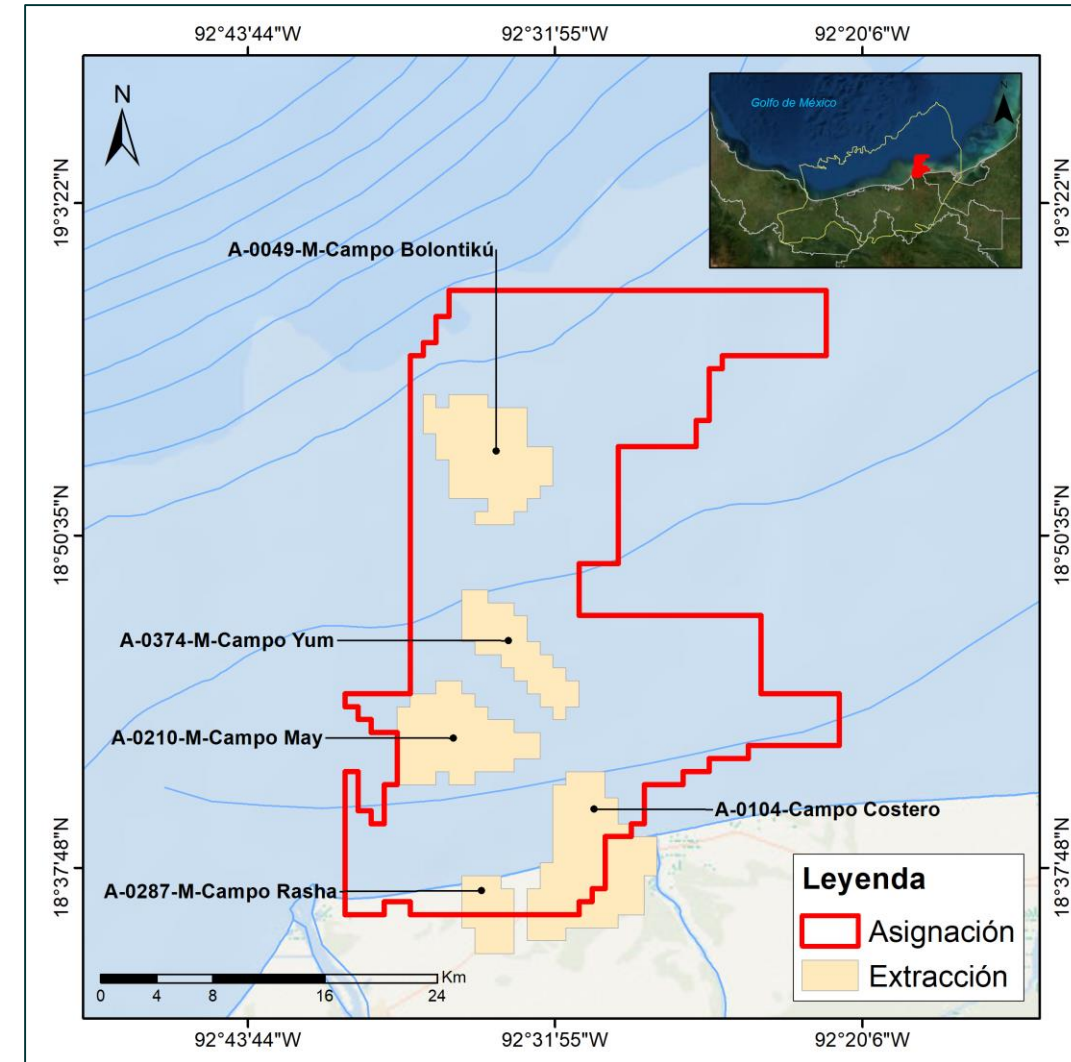 92°43'44"W 92°31'55"W 92°20'6"W
N
Golfo de México
19°3'22"N
19°3'22"N
A-0049-M-Campo Bolontikú
18°50'35"N
18°50'35"N
A-0374-M-Campo Yum
A-0210-M-Campo May
A-0104-Campo Costero
18°37'48"N
18°37'48"N
A-0287-M-Campo Rasha
Leyenda
Asignación
Extracción
Km
0 4 8 16 24
92°43'44"W 92°31'55"W 92°20'6"W